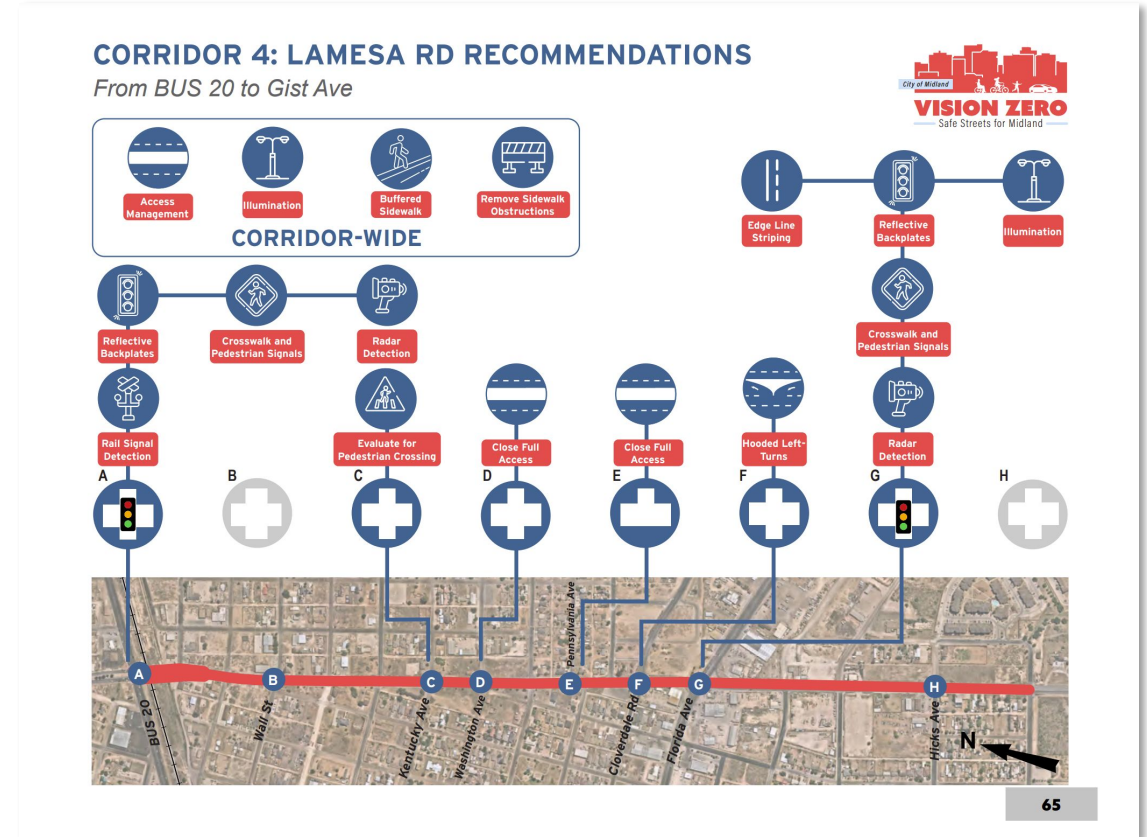 CORRIDOR 4: LAMESA RD RECOMMENDATIONS
From BUS 20 to Gist Ave
City of Midland
VISION ZERO
Safe Streets for Midland
Access
Management
Illumination
Buffered
Sidewalk
Remove Sidewalk
Obstructions
CORRIDOR-WIDE
Edge Line
Striping
Reflective
Backplates
Illumination
Reflective
Backplates
Crosswalk and
Pedestrian Signals
Radar
Detection
Crosswalk and
Pedestrian Signals
Rail Signal
Detection
Evaluate for
Pedestrian Crossing
Close Full
Access
Close Full
Access
Hooded Left-
Turns
Radar
Detection
A
B
C
D
E
F
G
H
A
B
C
D
E
F
G
H
BUS 20
Wall St
Kentucky Ave
Washington Ave
Pennsylvania Ave
Cloverdale Rd
Florida Ave
Hicks Ave
N
65